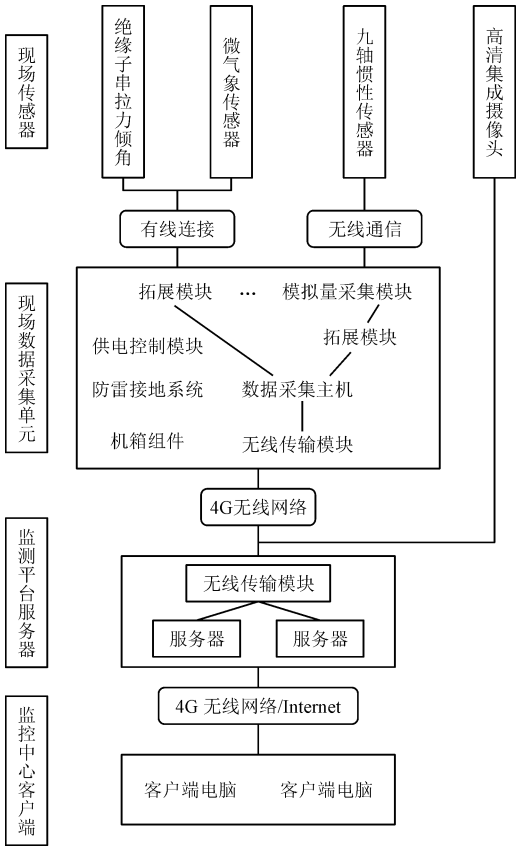 现场传感器
绝缘子串拉力倾角
微气象传感器
九轴惯性传感器
高清集成摄像头
有线连接
无线通信
现场数据采集单元
拓展模块 … 模拟量采集模块
供电控制模块
拓展模块
防雷接地系统
数据采集主机
机箱组件
无线传输模块
4G无线网络
监测平台服务器
无线传输模块
服务器
服务器
4G 无线网络/Internet
监控中心客户端
客户端电脑
客户端电脑